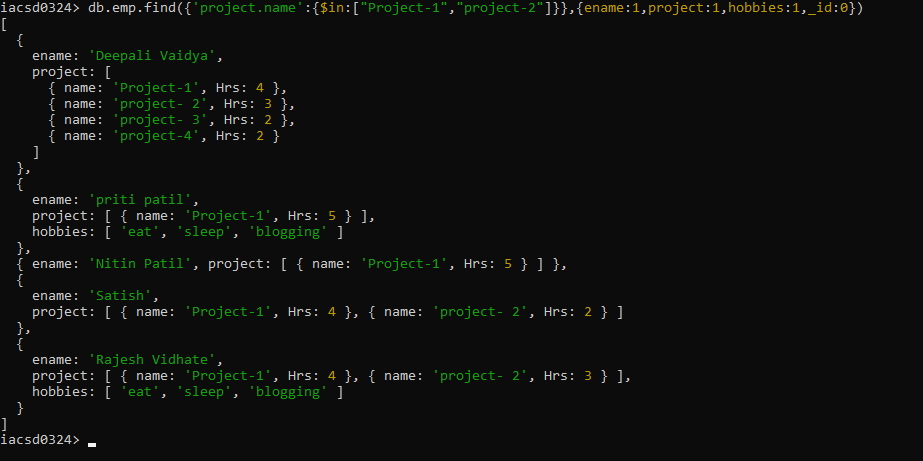 iacsd0324> db.emp.find({'project.name':{$in:["Project-1","project-2"]}},{ename:1,project:1,hobbies:1,_id:0})
[
  {
    ename: 'Deepali Vaidya',
    project: [
      { name: 'Project-1', Hrs: 4 },
      { name: 'project- 2', Hrs: 3 },
      { name: 'project- 3', Hrs: 2 },
      { name: 'project-4', Hrs: 2 }
    ]
  },
  {
    ename: 'priti patil',
    project: [ { name: 'Project-1', Hrs: 5 } ],
    hobbies: [ 'eat', 'sleep', 'blogging' ]
  },
  { ename: 'Nitin Patil', project: [ { name: 'Project-1', Hrs: 5 } ] },
  {
    ename: 'Satish',
    project: [ { name: 'Project-1', Hrs: 4 }, { name: 'project- 2', Hrs: 2 } ]
  },
  {
    ename: 'Rajesh Vidhate',
    project: [ { name: 'Project-1', Hrs: 4 }, { name: 'project- 2', Hrs: 3 } ],
    hobbies: [ 'eat', 'sleep', 'blogging' ]
  }
]
iacsd0324>